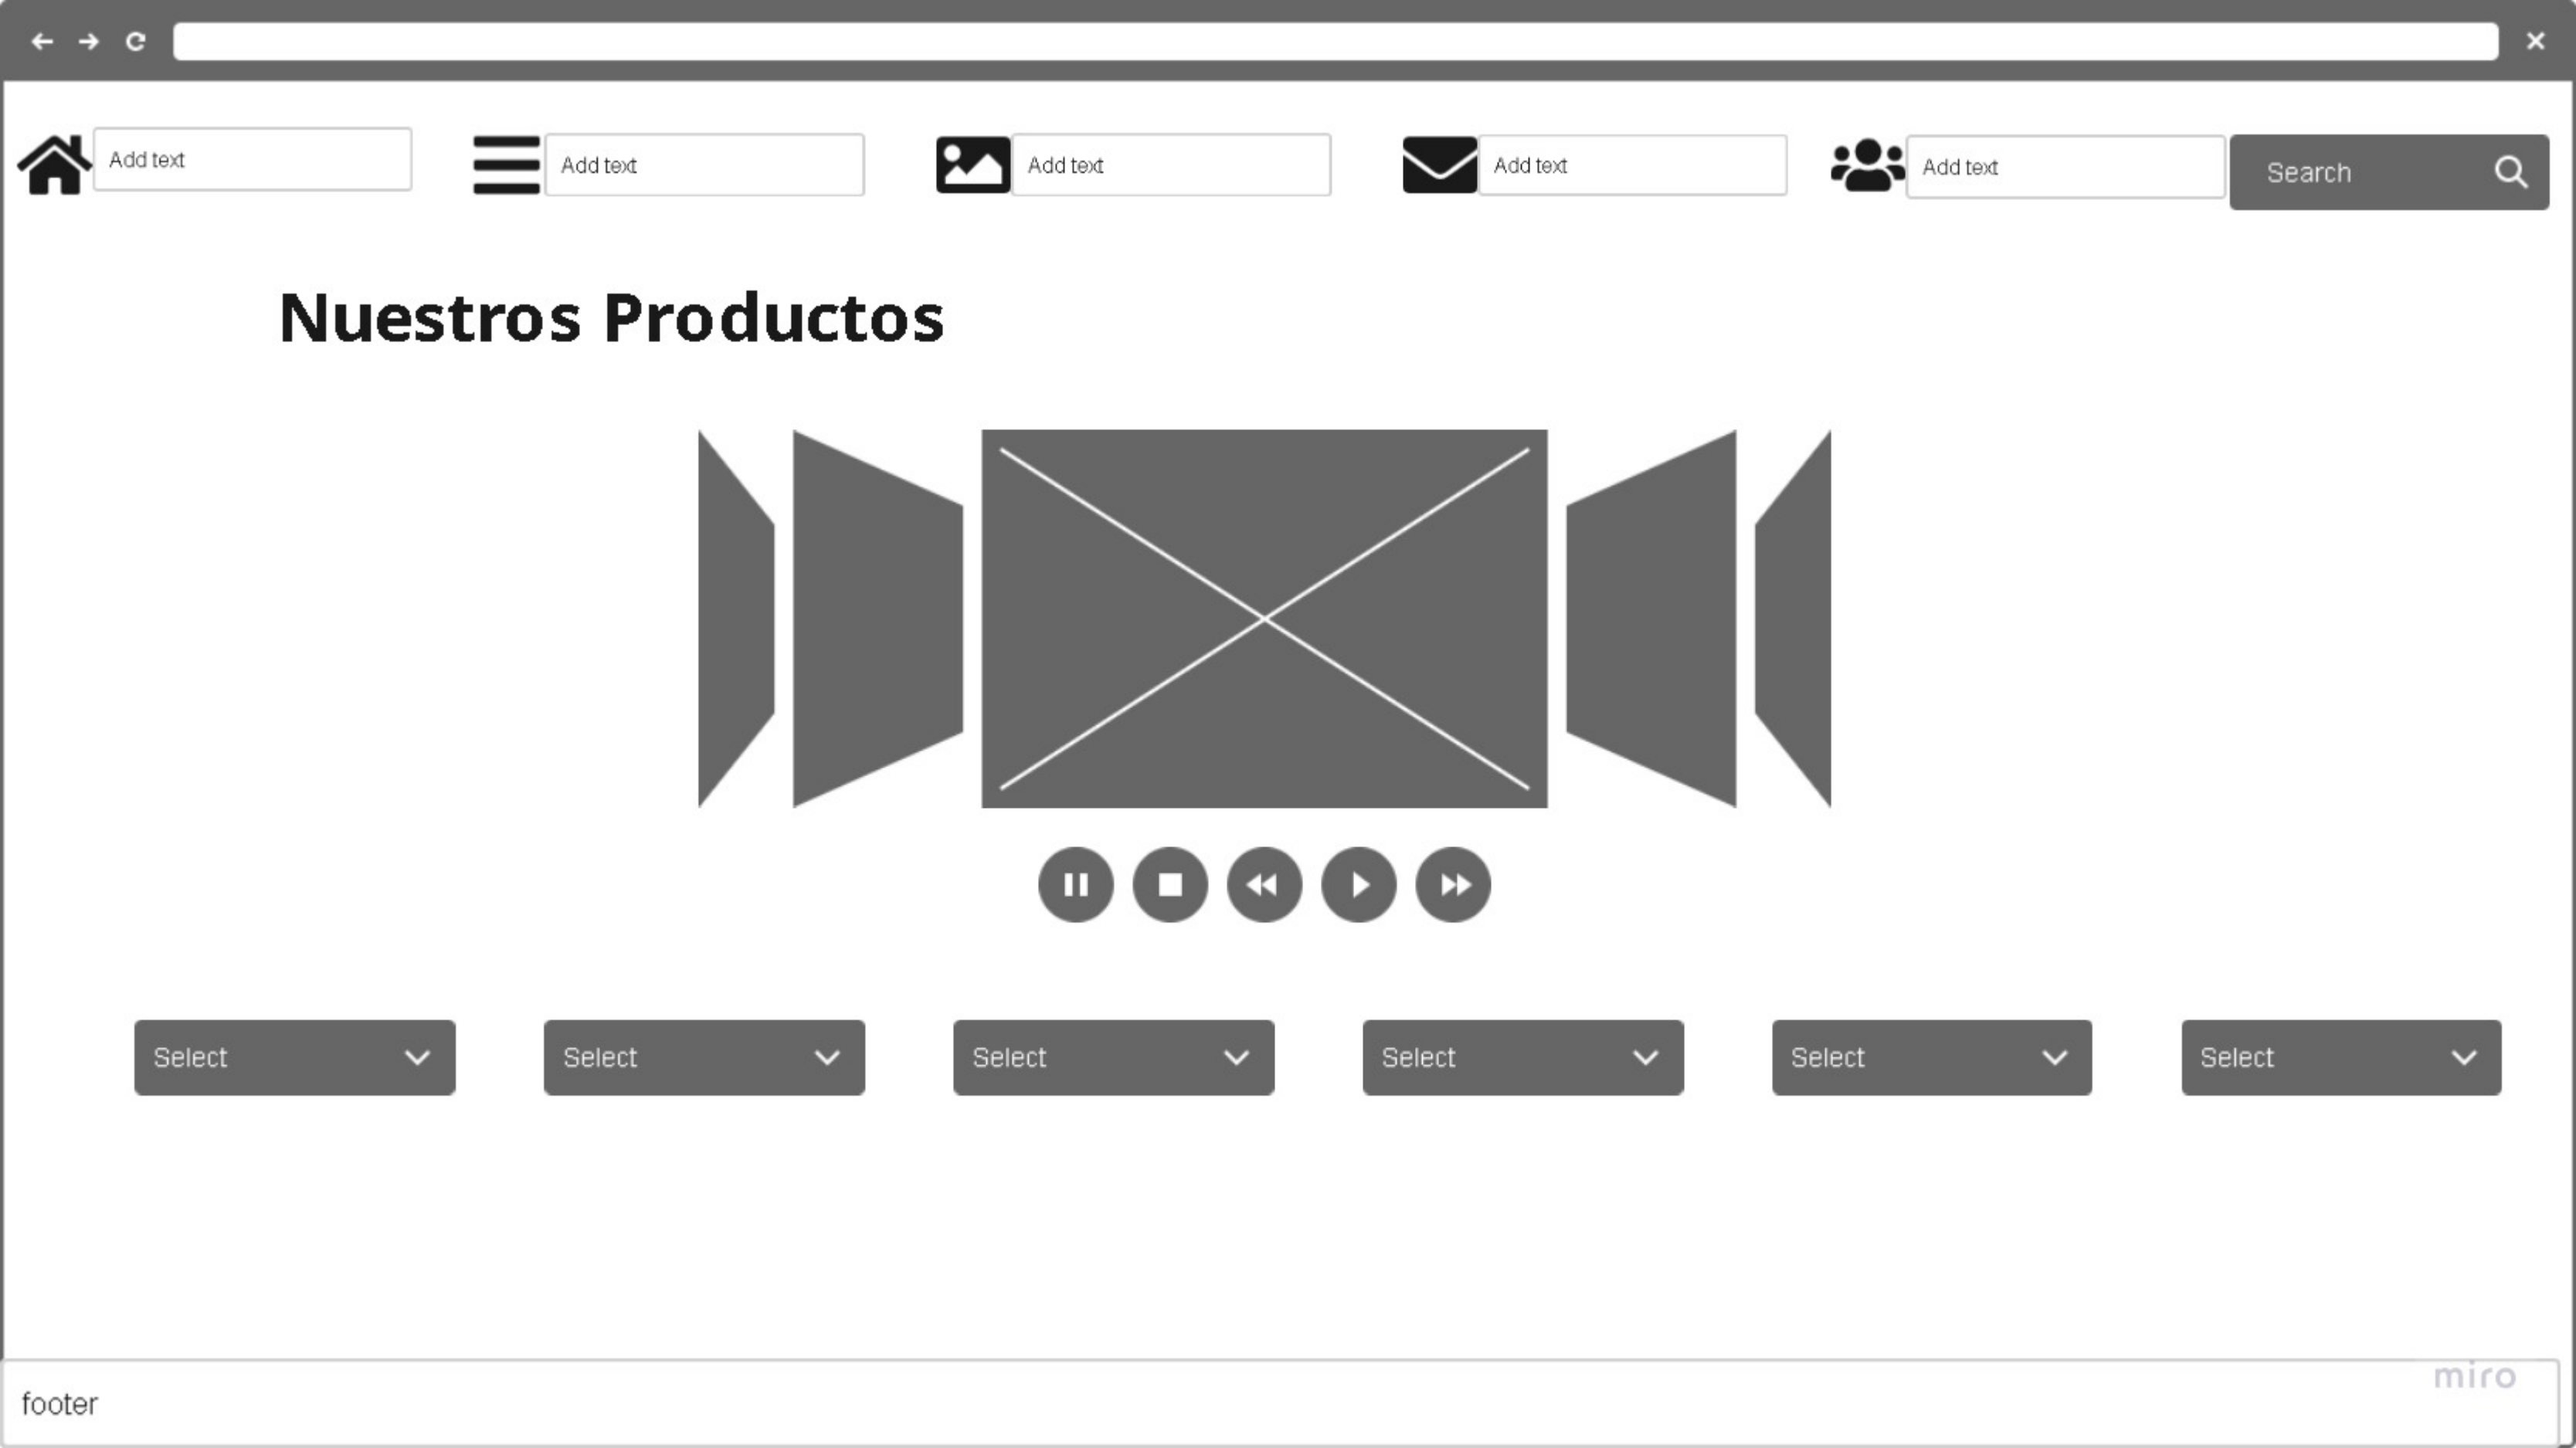 Add text
Add text
Add text
Add text
Add text
Search
Nuestros Productos
Select
Select
Select
Select
Select
Select
miro
footer